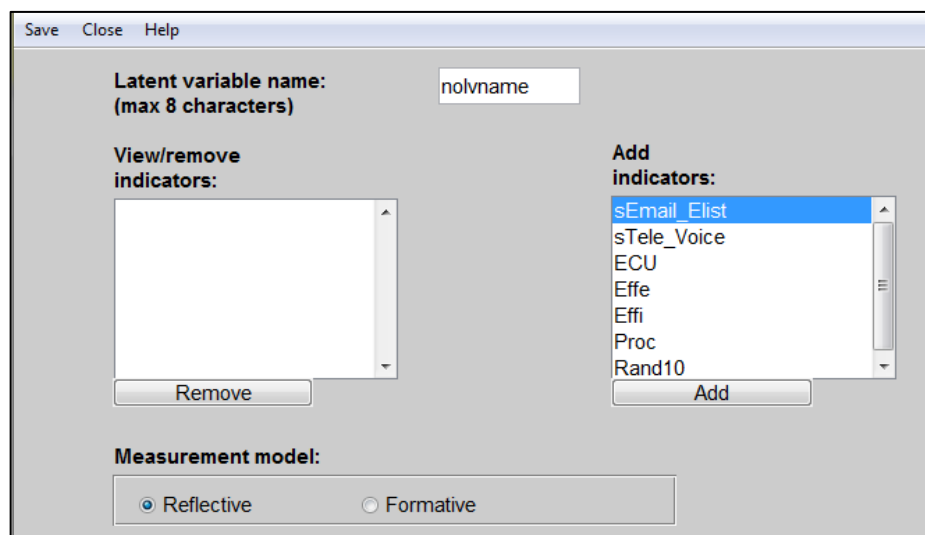 Save Close Help
Latent variable name:
(max 8 characters)
nolvname
View/remove
indicators:
Add
indicators:
sEmail_Elist
sTele_Voice
ECU
Effe
Effi
Proc
Rand10
Remove
Add
Measurement model:
Reflective Formative